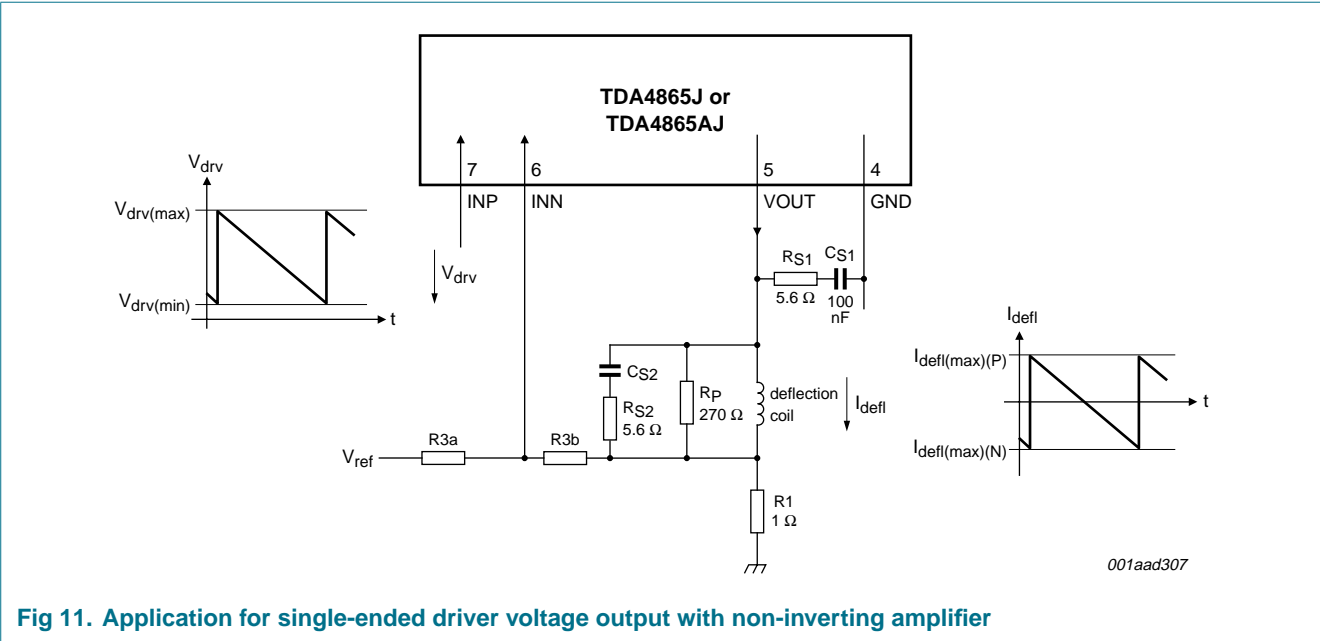 TDA4865J or
TDA4865AJ
7
6
5
4
INP
INN
VOUT
GND
Vdrv
Vdrv(max)
Vdrv(min)
t
Vdrv
RS1
5.6 Ω
CS1
100
nF
CS2
RS2
5.6 Ω
RP
270 Ω
deflection
coil
Idefl
Idefl
Idefl(max)(P)
Idefl(max)(N)
t
Vref
R3a
R3b
R1
1 Ω
001aad307
Fig 11. Application for single-ended driver voltage output with non-inverting amplifier